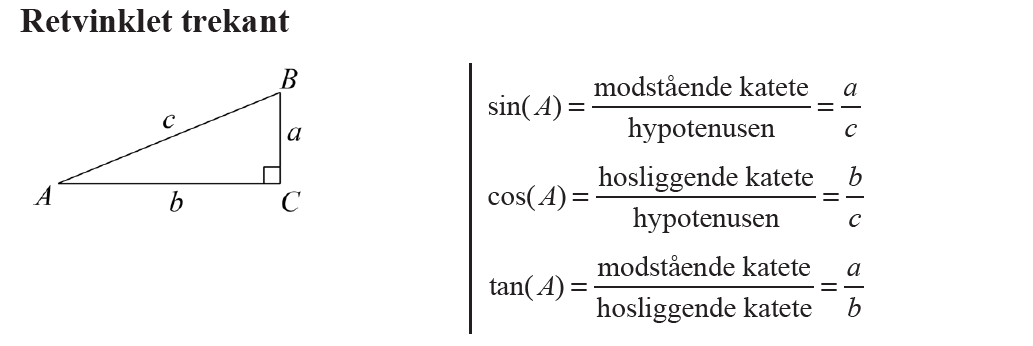 Retvinklet trekant
B
c
a
A
b
C
sin(A) = modstående katete / hypotenusen = a / c
cos(A) = hosliggende katete / hypotenusen = b / c
tan(A) = modstående katete / hosliggende katete = a / b